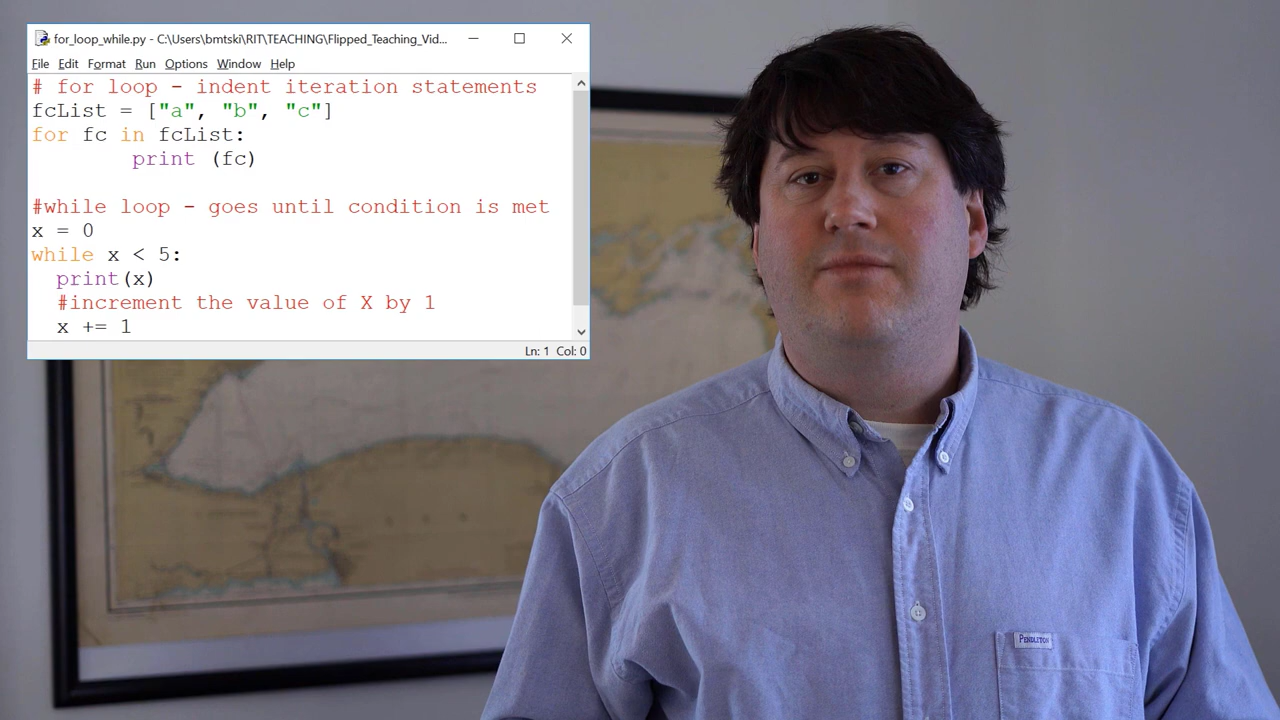 for_loop_while.py - C:\Users\bmtski\RIT\TEACHING\Flipped_Teaching_Vid...
File Edit Format Run Options Window Help
# for loop - indent iteration statements
fcList = ["a", "b", "c"]
for fc in fcList:
        print (fc)
#while loop - goes until condition is met
x = 0
while x < 5:
  print(x)
  #increment the value of X by 1
  x += 1
Ln: 1 Col: 0
PENDLETON